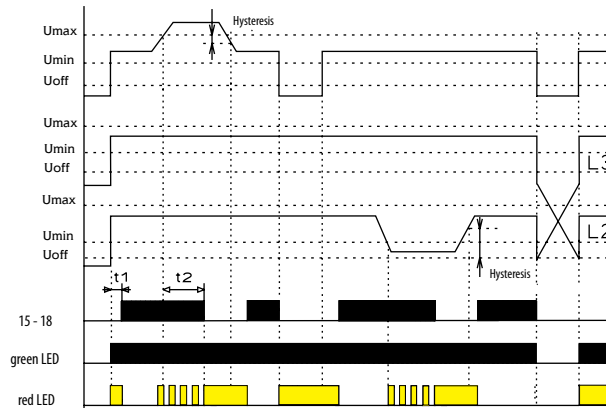 Hysteresis
Umax
Umin
Uoff
Umax
Umin
Uoff
L3
Umax
L2
Umin
Uoff
Hysteresis
t1
t2
15 - 18
green LED
red LED